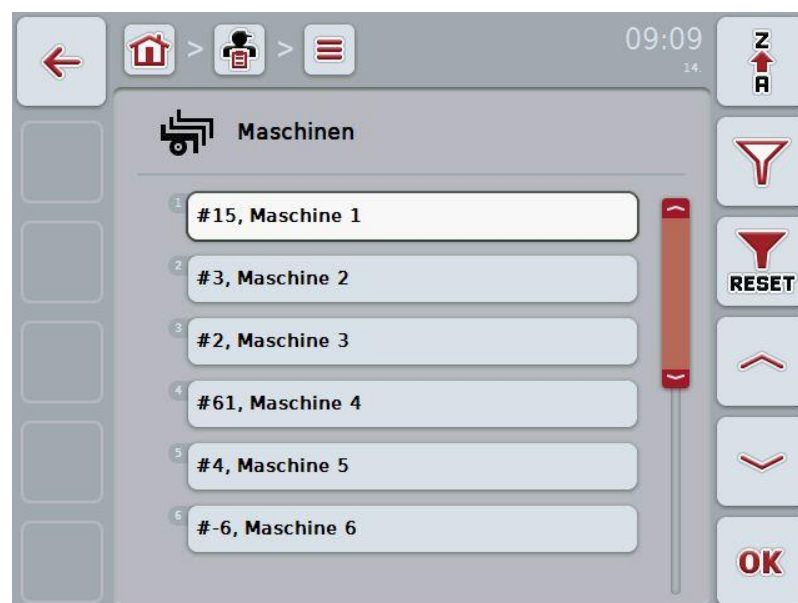 > > 09:09
14.
Z
A
Maschinen
1
#15, Maschine 1
2
#3, Maschine 2
RESET
3
#2, Maschine 3
4
#61, Maschine 4
5
#4, Maschine 5
6
#-6, Maschine 6
OK